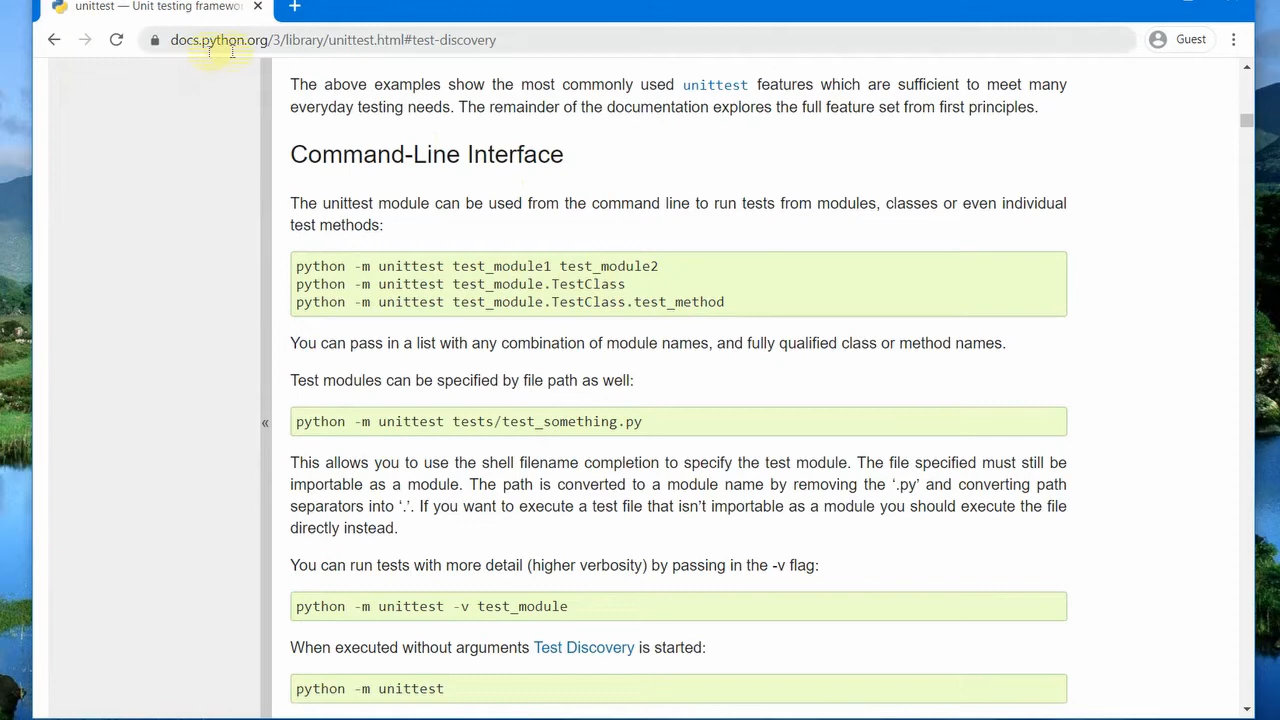 unittest — Unit testing framewo
docs.python.org/3/library/unittest.html#test-discovery
Guest
The above examples show the most commonly used unittest features which are sufficient to meet many
everyday testing needs. The remainder of the documentation explores the full feature set from first principles.
Command-Line Interface
The unittest module can be used from the command line to run tests from modules, classes or even individual
test methods:
python -m unittest test_module1 test_module2
python -m unittest test_module.TestClass
python -m unittest test_module.TestClass.test_method
You can pass in a list with any combination of module names, and fully qualified class or method names.
Test modules can be specified by file path as well:
python -m unittest tests/test_something.py
«
This allows you to use the shell filename completion to specify the test module. The file specified must still be
importable as a module. The path is converted to a module name by removing the ‘.py’ and converting path
separators into ‘.’. If you want to execute a test file that isn’t importable as a module you should execute the file
directly instead.
You can run tests with more detail (higher verbosity) by passing in the -v flag:
python -m unittest -v test_module
When executed without arguments Test Discovery is started:
python -m unittest